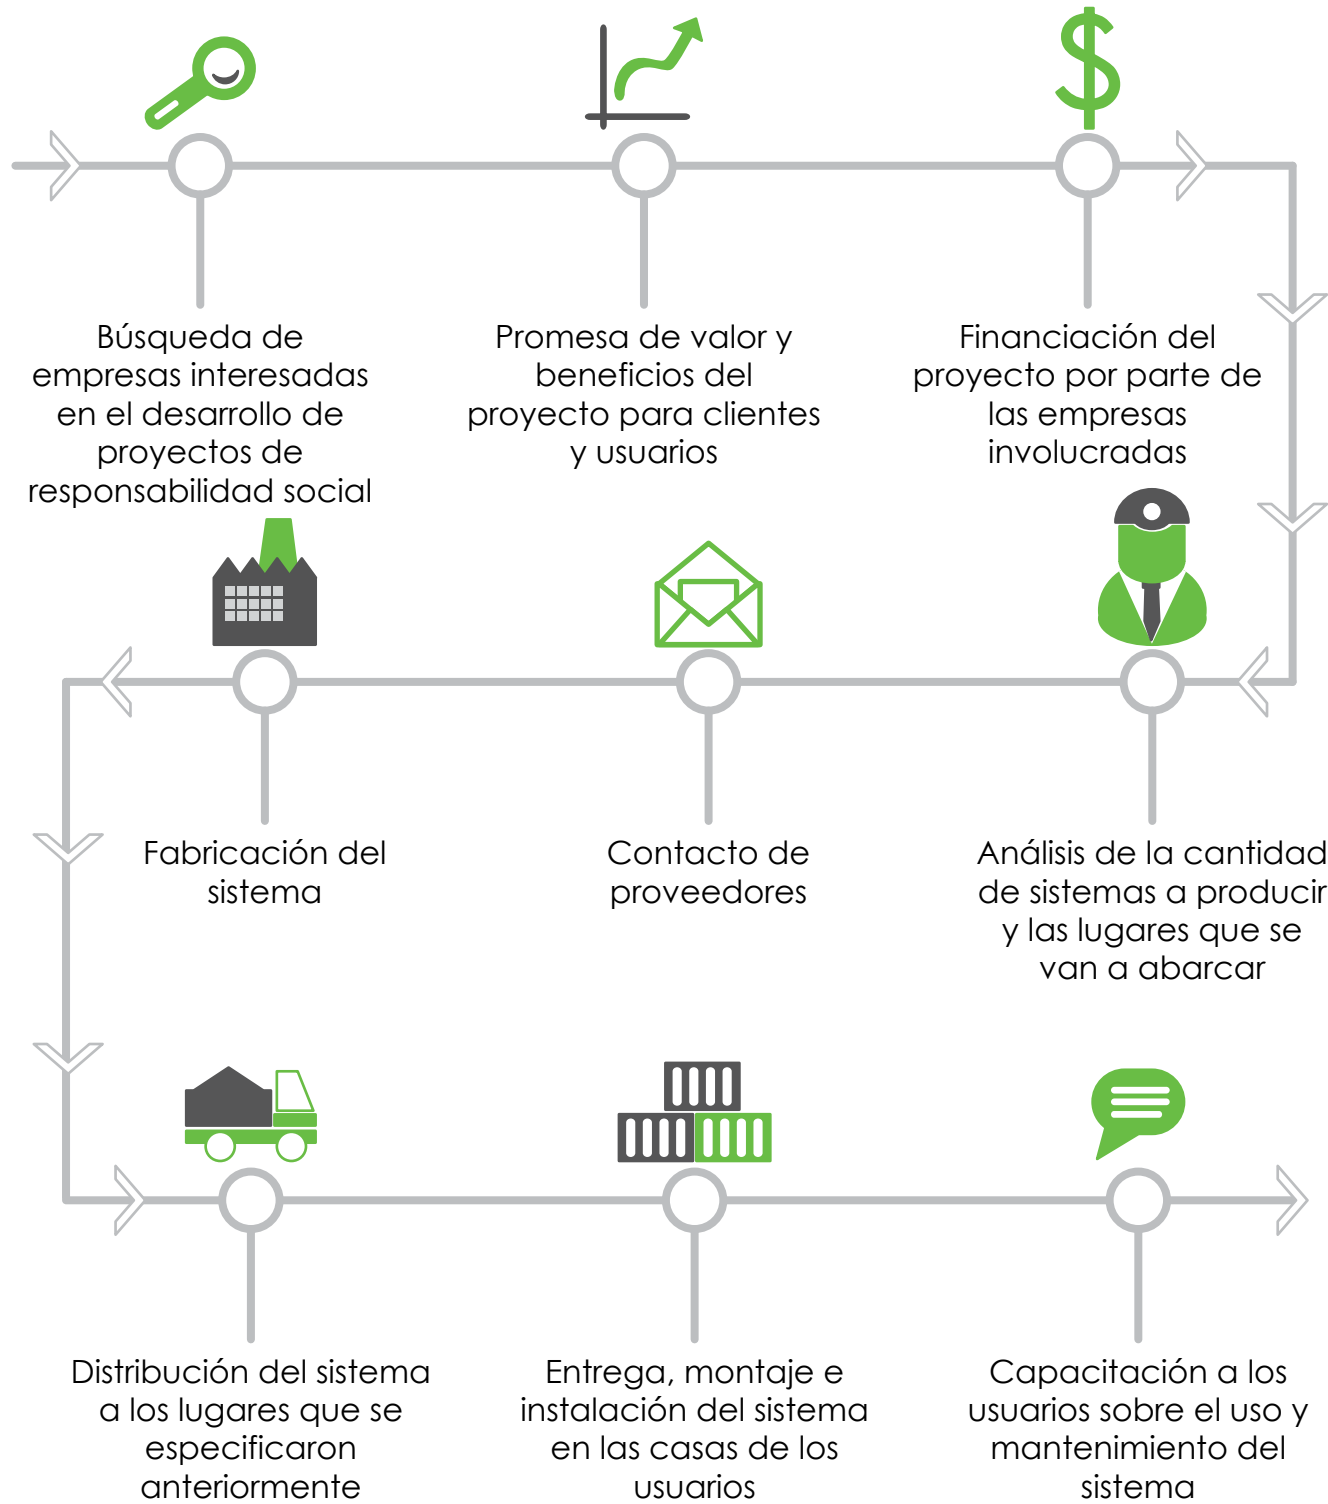 Búsqueda de
empresas interesadas
en el desarrollo de
proyectos de
responsabilidad social
Promesa de valor y
beneficios del
proyecto para clientes
y usuarios
Financiación del
proyecto por parte de
las empresas
involucradas
Análisis de la cantidad
de sistemas a producir
y las lugares que se
van a abarcar
Contacto de
proveedores
Fabricación del
sistema
Distribución del sistema
a los lugares que se
especificaron
anteriormente
Entrega, montaje e
instalación del sistema
en las casas de los
usuarios
Capacitación a los
usuarios sobre el uso y
mantenimiento del
sistema